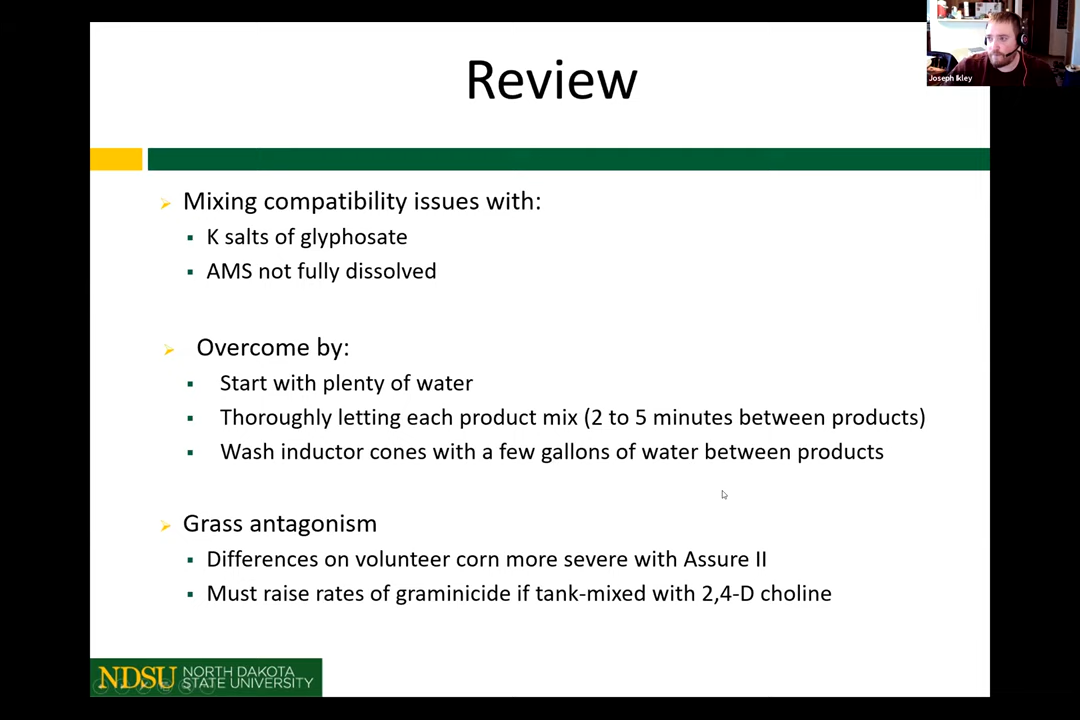 Joseph Ikley
Review
Mixing compatibility issues with:
K salts of glyphosate
AMS not fully dissolved
Overcome by:
Start with plenty of water
Thoroughly letting each product mix (2 to 5 minutes between products)
Wash inductor cones with a few gallons of water between products
Grass antagonism
Differences on volunteer corn more severe with Assure II
Must raise rates of graminicide if tank-mixed with 2,4-D choline
NDSU NORTH DAKOTA
STATE UNIVERSITY